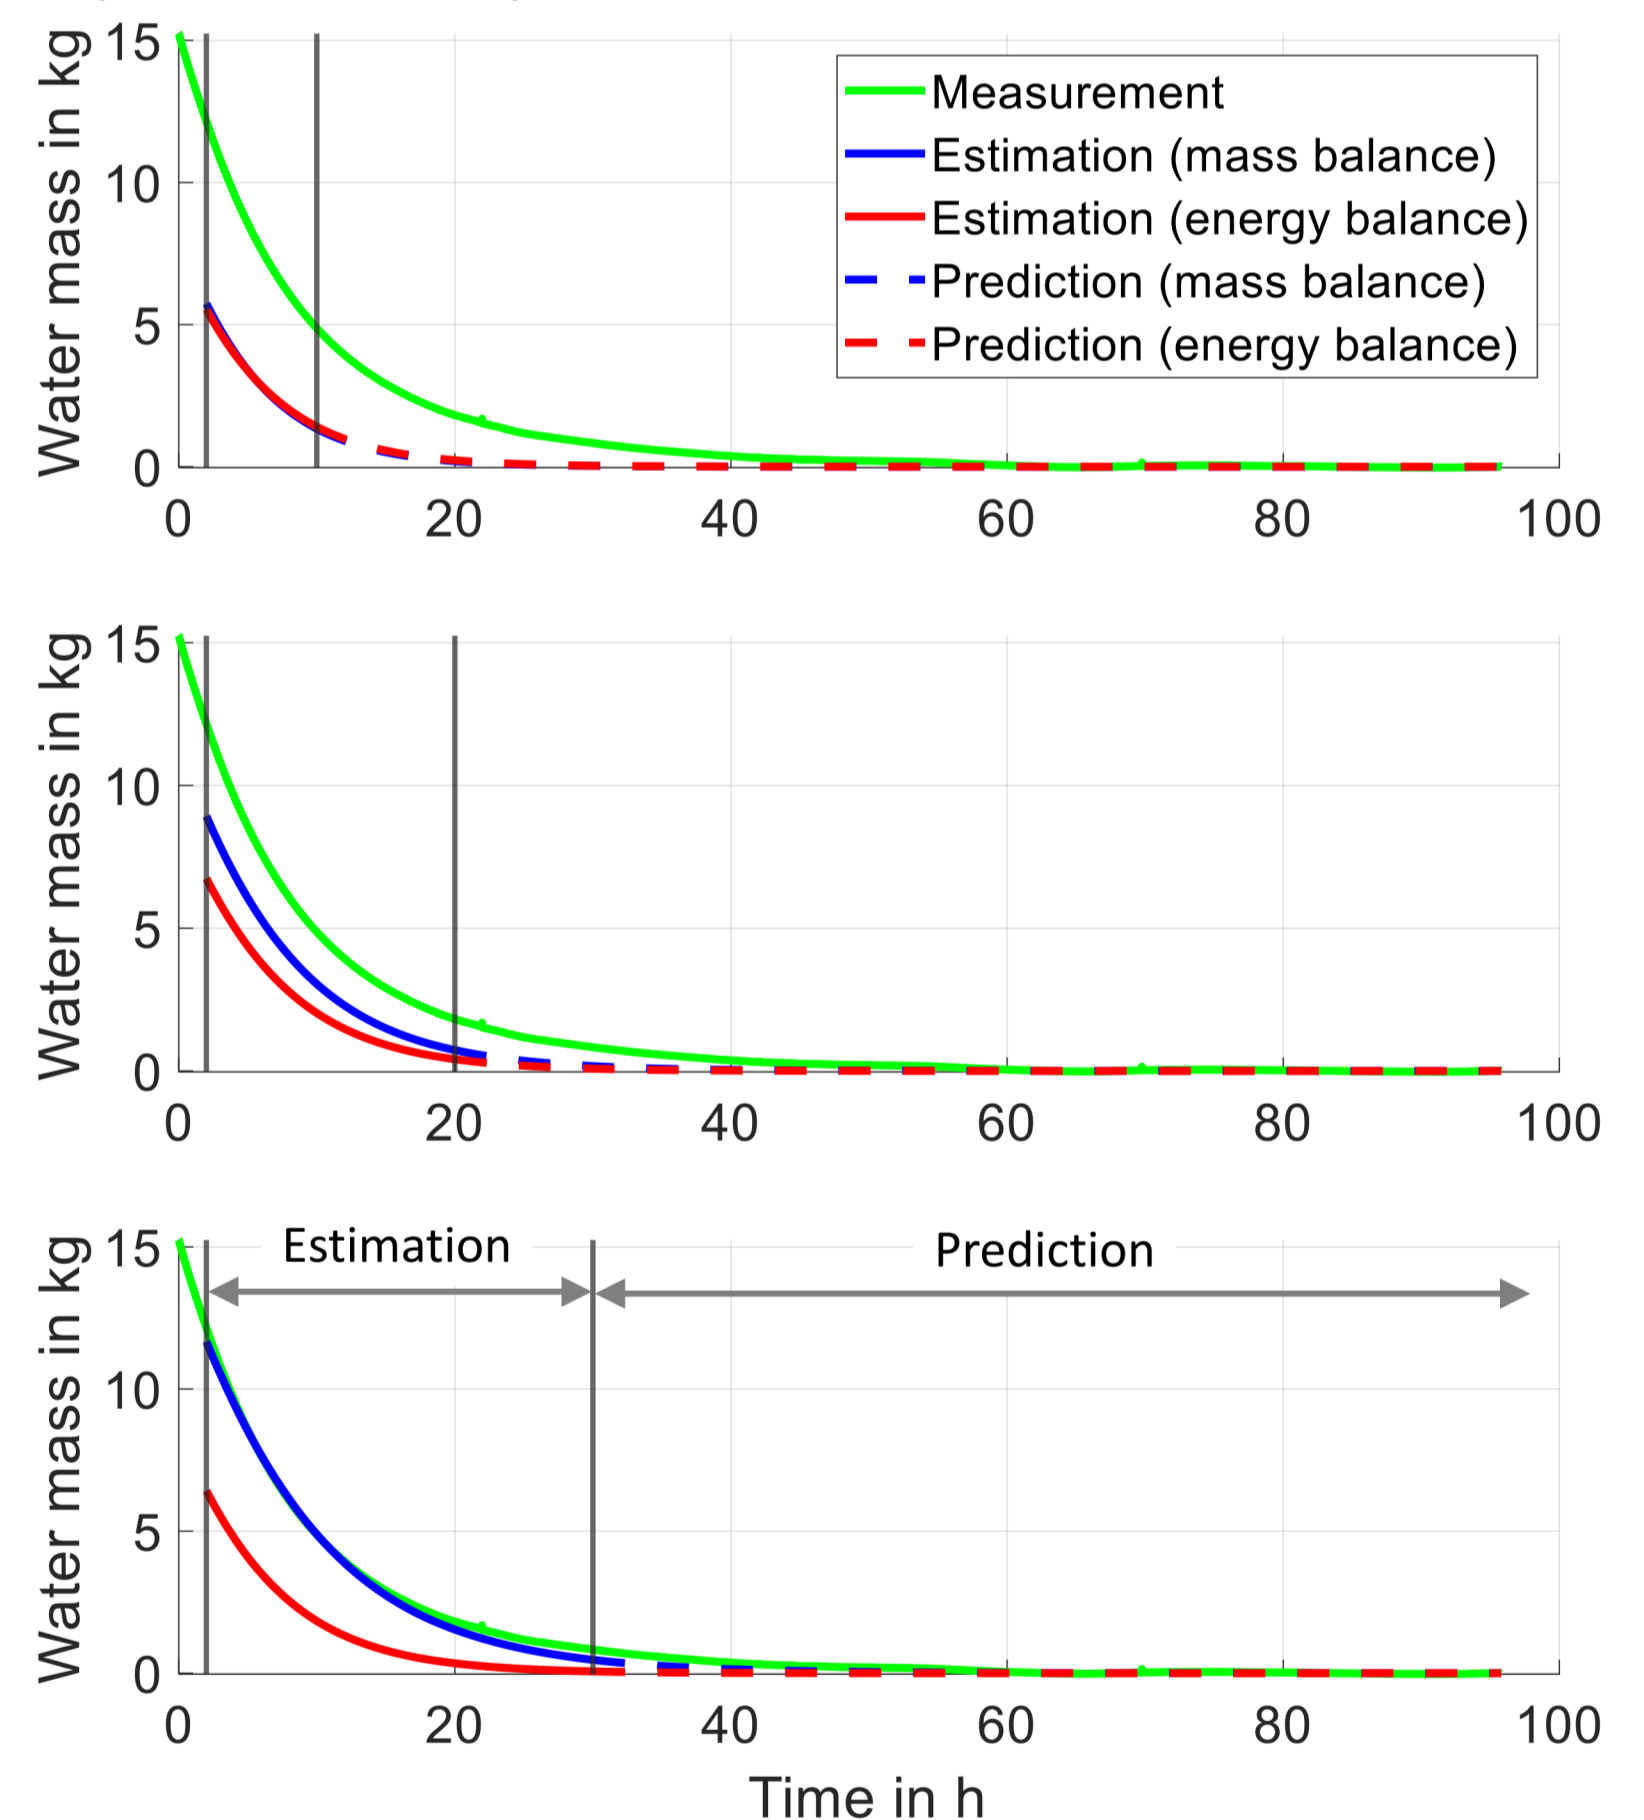 Water mass in kg
15
10
5
0
0 20 40 60 80 100
Measurement
Estimation (mass balance)
Estimation (energy balance)
Prediction (mass balance)
Prediction (energy balance)
Water mass in kg
15
10
5
0
0 20 40 60 80 100
Water mass in kg
15
10
5
0
Estimation
Prediction
0 20 40 60 80 100
Time in h